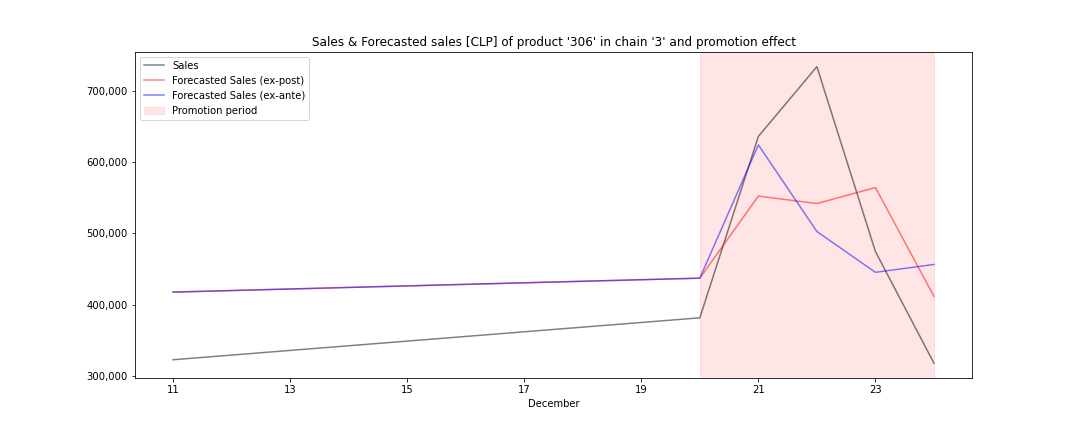 Sales & Forecasted sales [CLP] of product '306' in chain '3' and promotion effect
Sales
Forecasted Sales (ex-post)
Forecasted Sales (ex-ante)
Promotion period
700,000
600,000
500,000
400,000
300,000
11 13 15 17 19 21 23
December